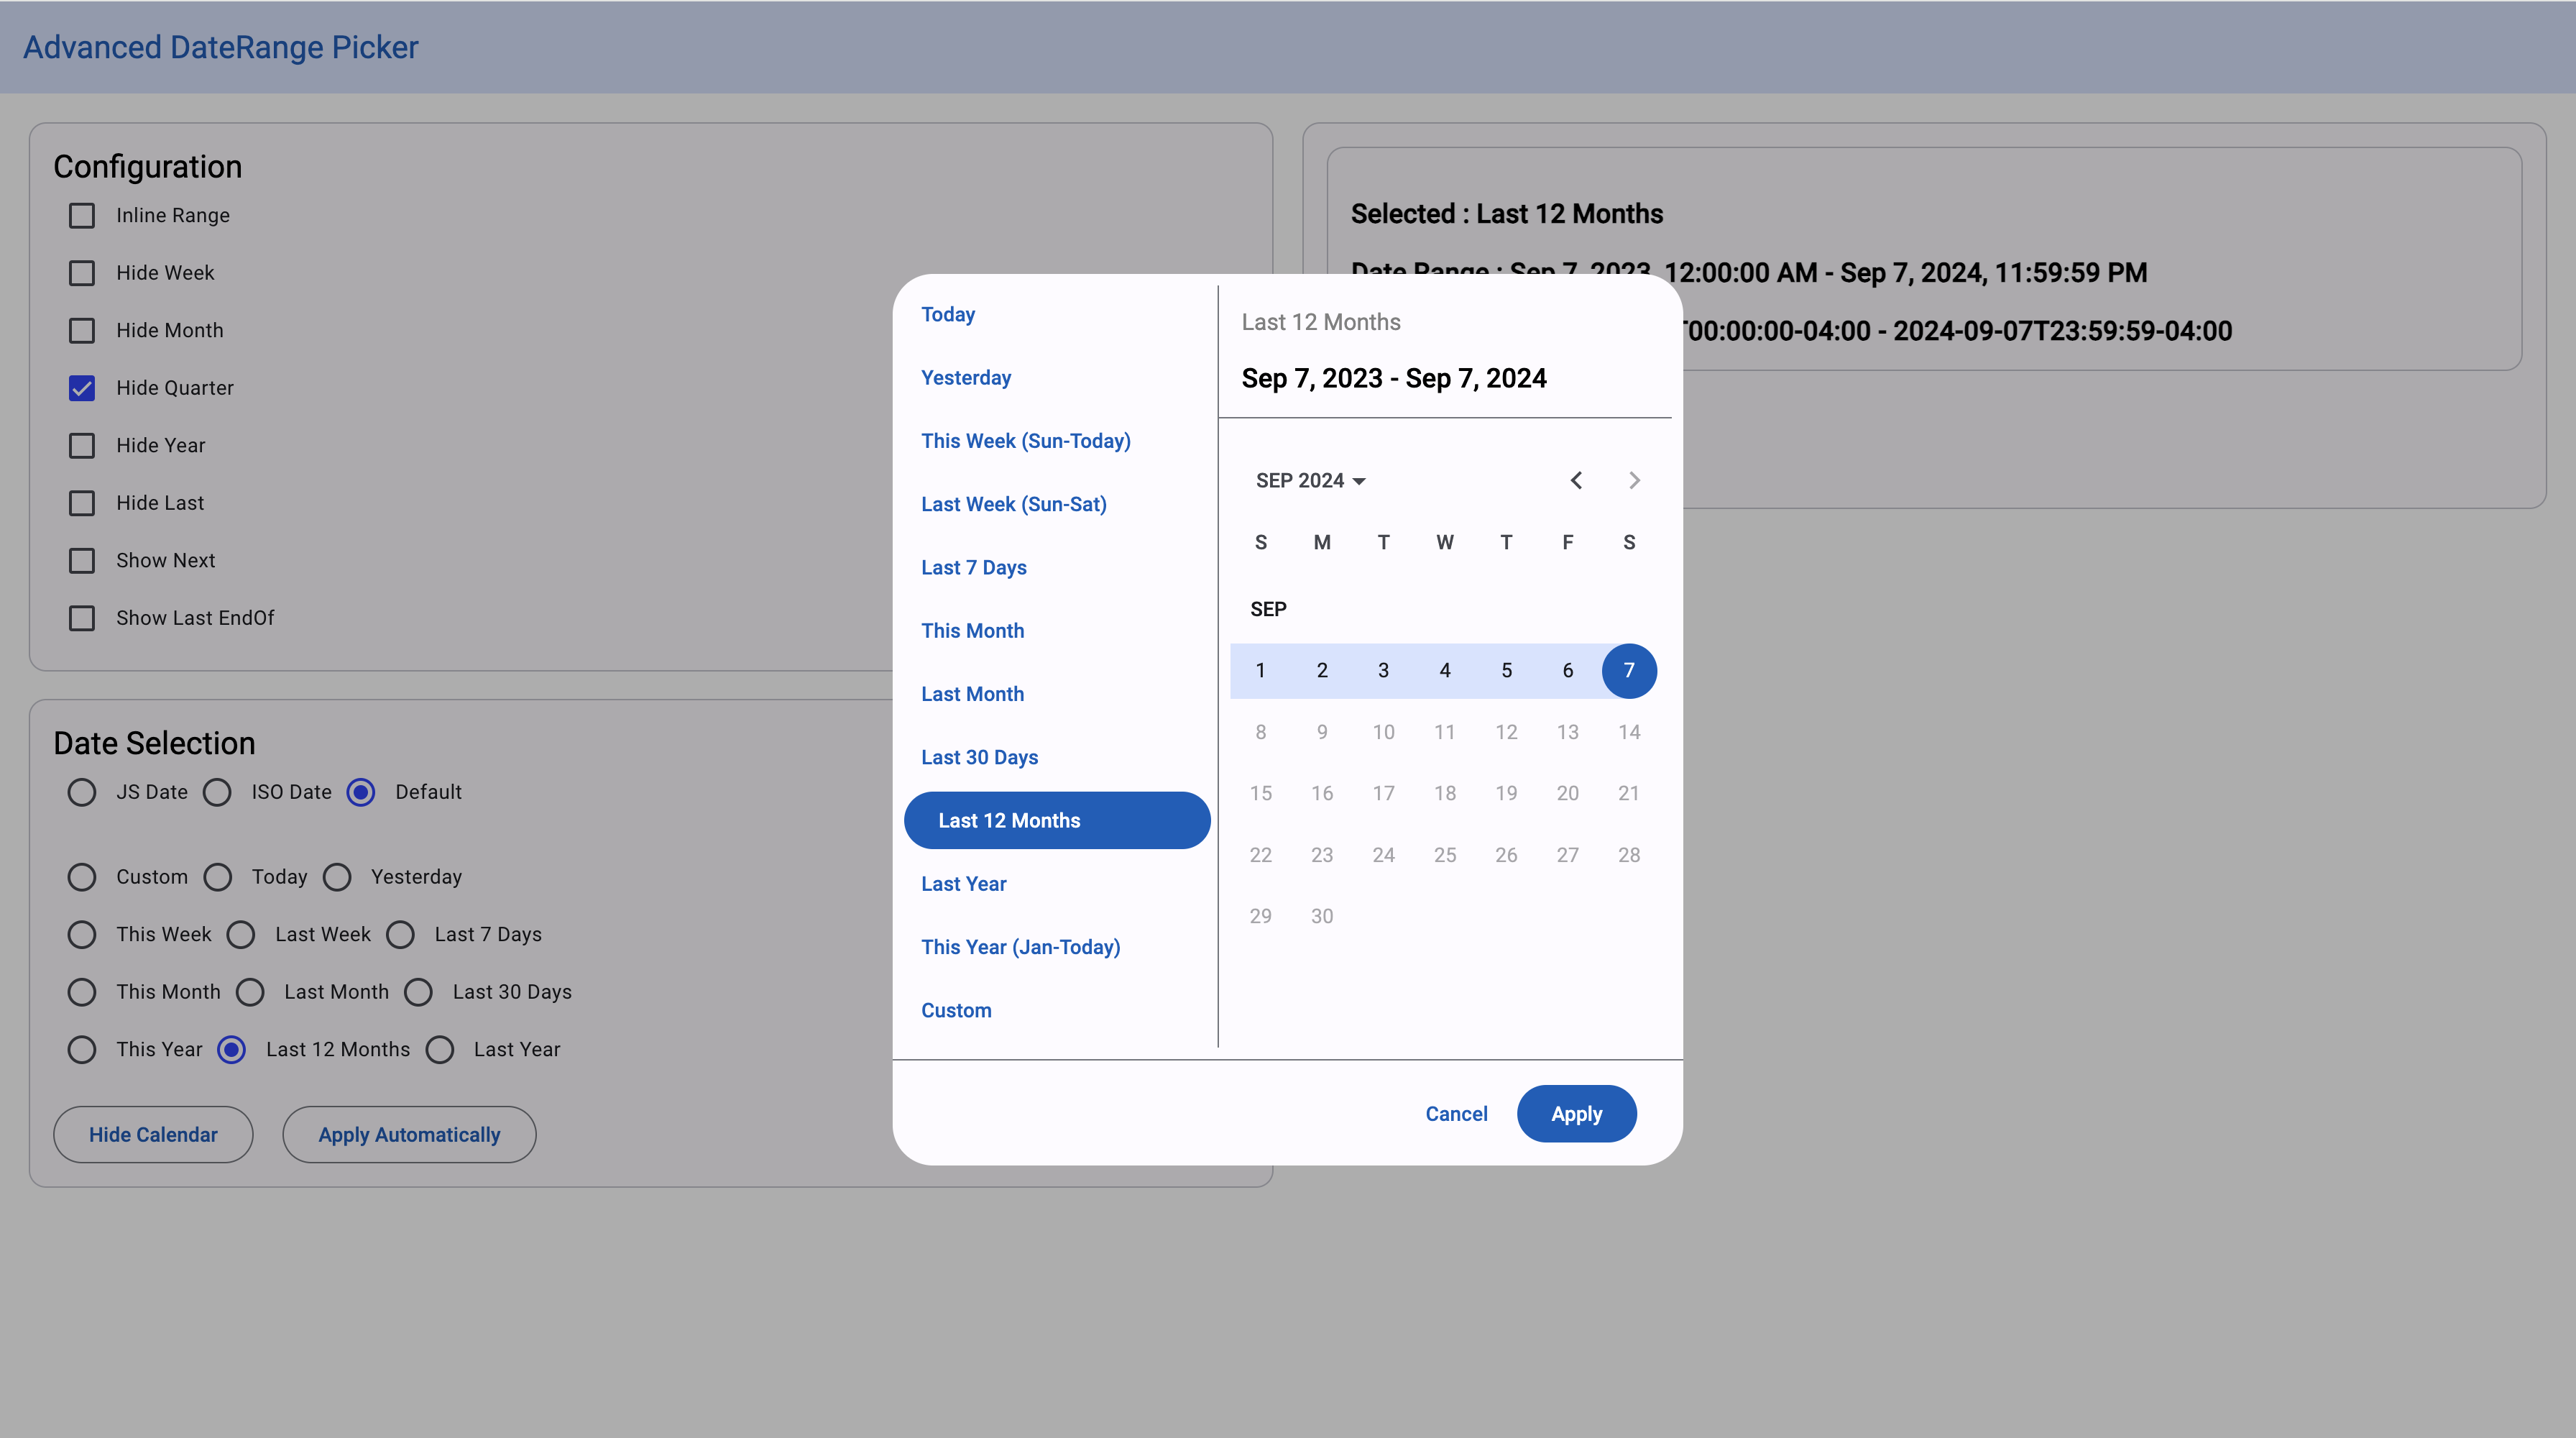 Advanced DateRange Picker
Configuration
Inline Range
Hide Week
Hide Month
Hide Quarter
Hide Year
Hide Last
Show Next
Show Last EndOf
Date Selection
JS Date ISO Date Default
Custom Today Yesterday
This Week Last Week Last 7 Days
This Month Last Month Last 30 Days
This Year Last 12 Months Last Year
Hide Calendar Apply Automatically
Selected : Last 12 Months
Date Range : Sep 7, 2023, 12:00:00 AM - Sep 7, 2024, 11:59:59 PM
T00:00:00-04:00 - 2024-09-07T23:59:59-04:00
Today
Yesterday
This Week (Sun-Today)
Last Week (Sun-Sat)
Last 7 Days
This Month
Last Month
Last 30 Days
Last 12 Months
Last Year
This Year (Jan-Today)
Custom
Last 12 Months
Sep 7, 2023 - Sep 7, 2024
SEP 2024
S M T W T F S
SEP
1 2 3 4 5 6 7
8 9 10 11 12 13 14
15 16 17 18 19 20 21
22 23 24 25 26 27 28
29 30
Cancel Apply